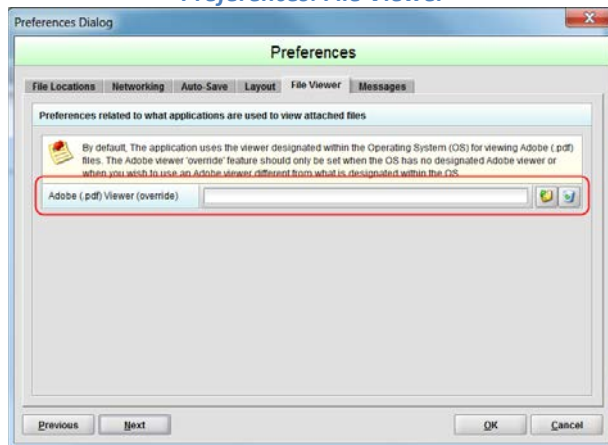 Preferences: File Viewer
Preferences Dialog
Preferences
File Locations Networking Auto-Save Layout File Viewer Messages
Preferences related to what applications are used to view attached files
By default, The application uses the viewer designated within the Operating System (OS) for viewing Adobe (.pdf)
files. The Adobe viewer 'override' feature should only be set when the OS has no designated Adobe viewer or
when you wish to use an Adobe viewer different from what is designated within the OS.
Adobe (.pdf) Viewer (override)
Previous Next OK Cancel